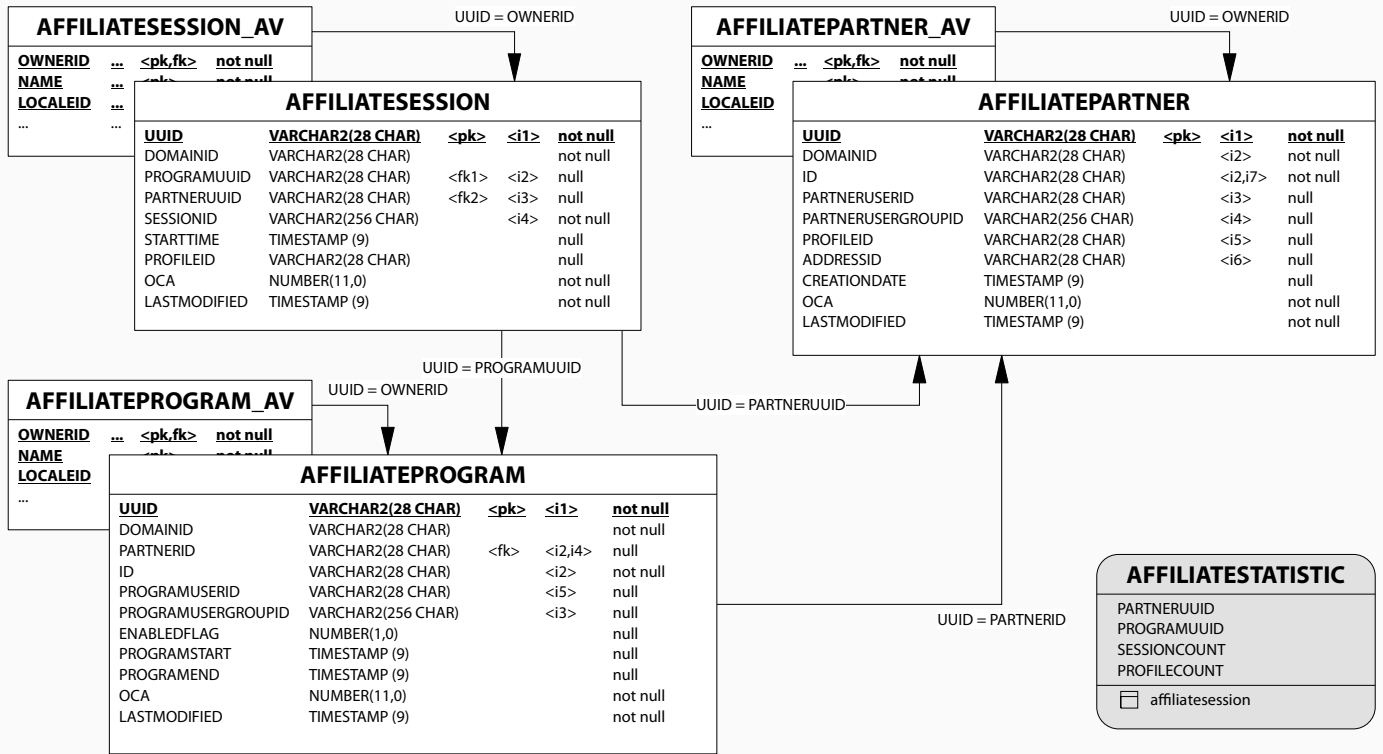 AFFILIATESESSION_AV
OWNERID ... <pk,fk> not null
NAME
LOCALEID ...
... ...
UUID = OWNERID
AFFILIATESESSION
UUID VARCHAR2(28 CHAR) <pk> <i1> not null
DOMAINID VARCHAR2(28 CHAR) not null
PROGRAMUUID VARCHAR2(28 CHAR) <fk1> <i2> null
PARTNERUUID VARCHAR2(28 CHAR) <fk2> <i3> null
SESSIONID VARCHAR2(256 CHAR) <i4> not null
STARTTIME TIMESTAMP (9) null
PROFILEID VARCHAR2(28 CHAR) null
OCA NUMBER(11,0) not null
LASTMODIFIED TIMESTAMP (9) not null
AFFILIATEPARTNER_AV
OWNERID ... <pk,fk> not null
NAME
LOCALEID
...
UUID = OWNERID
AFFILIATEPARTNER
UUID VARCHAR2(28 CHAR) <pk> <i1> not null
DOMAINID VARCHAR2(28 CHAR) <i2> not null
ID VARCHAR2(28 CHAR) <i2,i7> not null
PARTNERUSERID VARCHAR2(28 CHAR) <i3> null
PARTNERUSERGROUPID VARCHAR2(256 CHAR) <i4> null
PROFILEID VARCHAR2(28 CHAR) <i5> null
ADDRESSID VARCHAR2(28 CHAR) <i6> null
CREATIONDATE TIMESTAMP (9) null
OCA NUMBER(11,0) not null
LASTMODIFIED TIMESTAMP (9) not null
UUID = PROGRAMUUID
UUID = OWNERID
UUID = PARTNERUUID
AFFILIATEPROGRAM_AV
OWNERID ... <pk,fk> not null
NAME
LOCALEID
...
AFFILIATEPROGRAM
UUID VARCHAR2(28 CHAR) <pk> <i1> not null
DOMAINID VARCHAR2(28 CHAR) not null
PARTNERID VARCHAR2(28 CHAR) <fk> <i2,i4> null
ID VARCHAR2(28 CHAR) <i2> not null
PROGRAMUSERID VARCHAR2(28 CHAR) <i5> null
PROGRAMUSERGROUPID VARCHAR2(256 CHAR) <i3> null
ENABLEDFLAG NUMBER(1,0) null
PROGRAMSTART TIMESTAMP (9) null
PROGRAMEND TIMESTAMP (9) null
OCA NUMBER(11,0) not null
LASTMODIFIED TIMESTAMP (9) not null
UUID = PARTNERID
AFFILIATESTATISTIC
PARTNERUUID
PROGRAMUUID
SESSIONCOUNT
PROFILECOUNT
affiliatesession